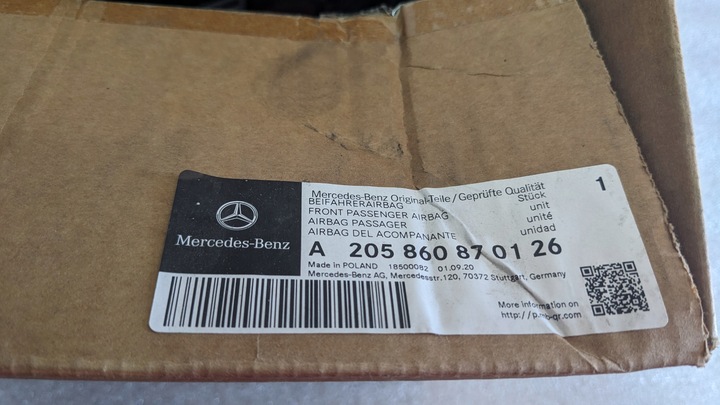 Mercedes-Benz
Mercedes-Benz Original-Teile/Geprüfte Qualität
1
BEIFAHRERAIRBAG Stück
FRONT PASSENGER AIRBAG unit
AIRBAG PASSAGER unité
AIRBAG DEL ACOMPANANTE unidad
A 205 860 87 01 26
Made in POLAND 18500082 01.09.20
Mercedes-Benz AG, Mercedesstr.120, 70372 Stuttgart, Germany
More information on